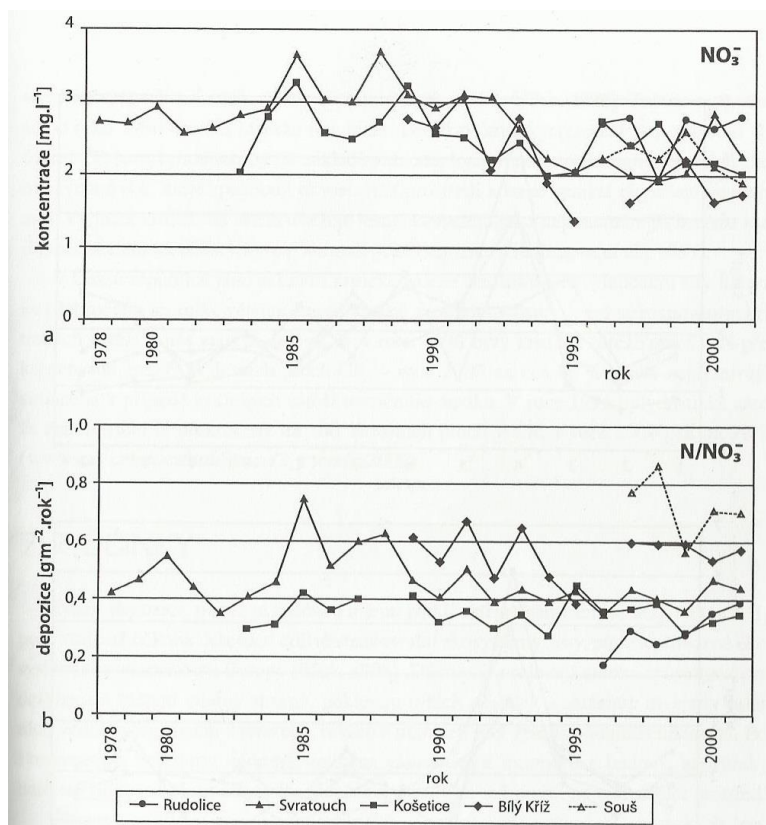 4
NO₃⁻
3
2
1
0
koncentrace [mg.l⁻¹]
a
1978
1980
1985
1990
1995
2000
rok
1,0
N/NO₃⁻
0,8
0,6
0,4
0,2
0
depozice [g.m⁻².rok⁻¹]
b
1978
1980
1985
1990
1995
2000
rok
Rudolice Svratouch Košetice Bílý Kříž Souš